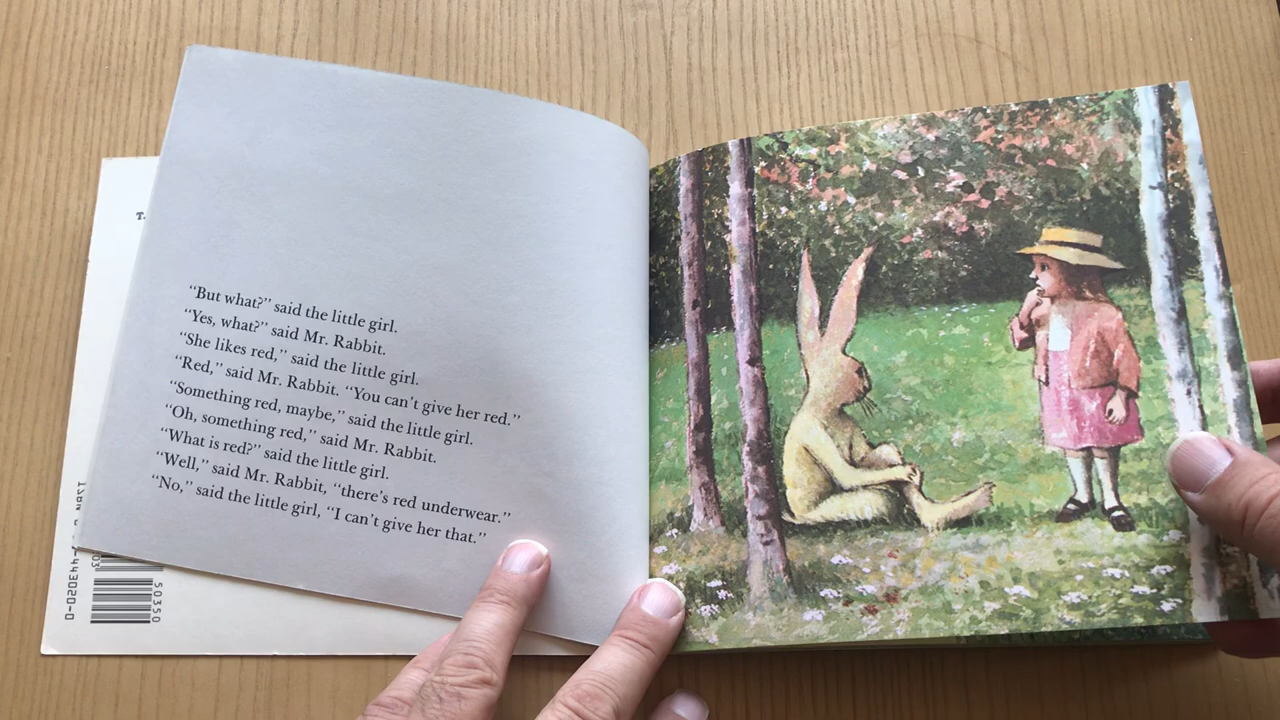 “But what?” said the little girl.
“Yes, what?” said Mr. Rabbit.
“She likes red,” said the little girl.
“Red,” said Mr. Rabbit. “You can’t give her red.”
“Something red, maybe,” said the little girl.
“Oh, something red,” said Mr. Rabbit.
“What is red?” said the little girl.
“Well,” said Mr. Rabbit, “there’s red underwear.”
“No,” said the little girl, “I can’t give her that.”
T.
443020-0
50350